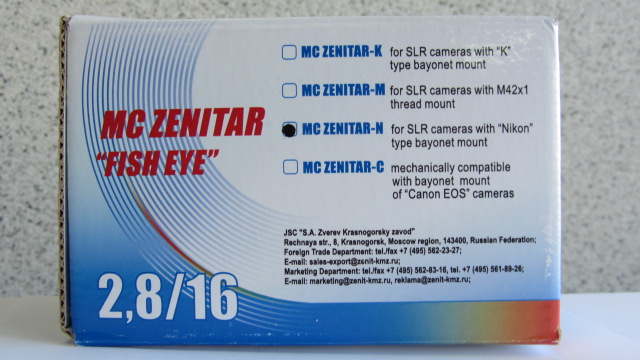 MC ZENITAR
"FISH EYE"
2,8/16
MC ZENITAR-K for SLR cameras with "K"
type bayonet mount
MC ZENITAR-M for SLR cameras with M42x1
thread mount
MC ZENITAR-N for SLR cameras with "Nikon"
type bayonet mount
MC ZENITAR-C mechanically compatible
with bayonet mount
of "Canon EOS" cameras
JSC "S.A. Zverev Krasnogorsky zavod"
Rechnaya str., 8, Krasnogorsk, Moscow region, 143400, Russian Federation;
Foreign Trade Department: tel./fax +7 (495) 562-23-27;
E-mail: sales-export@zenit-kmz.ru;
Marketing Department: tel./fax +7 (495) 562-83-16, tel. +7 (495) 561-89-26;
E-mail: marketing@zenit-kmz.ru, reklama@zenit-kmz.ru;